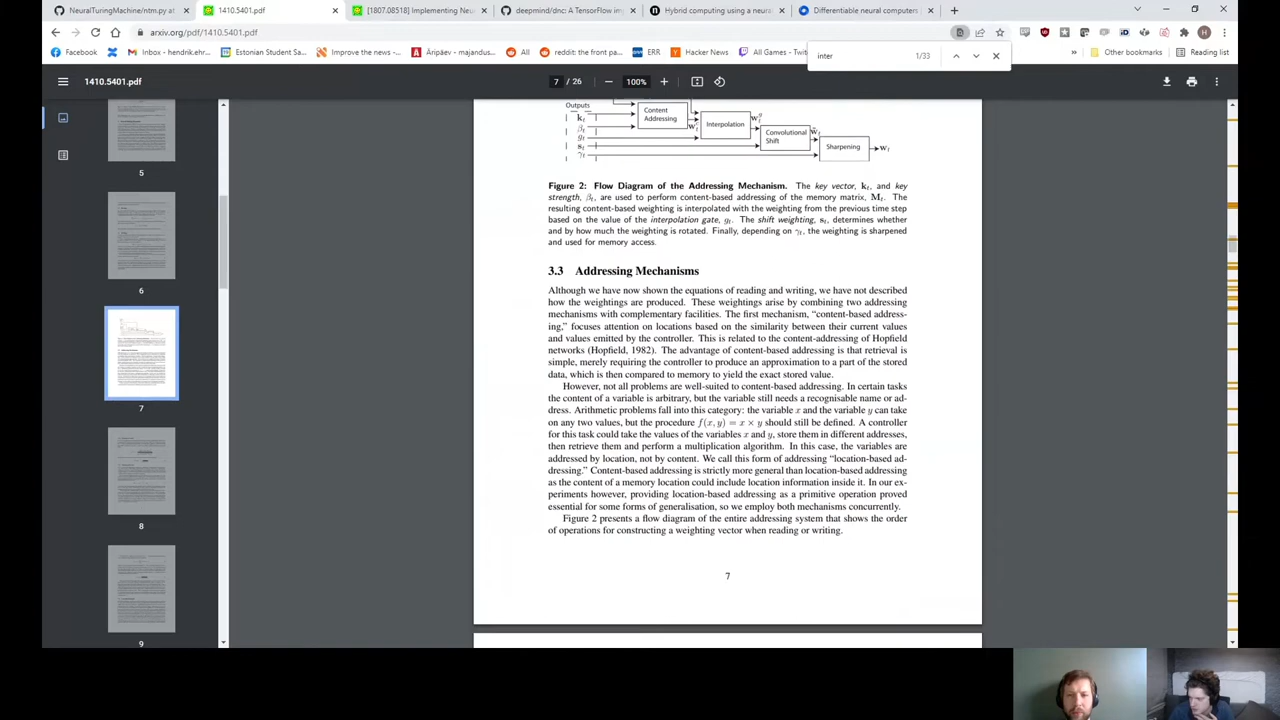 NeuralTuringMachine/ntm.py at
1410.5401.pdf
[1807.08518] Implementing Neu
deepmind/dnc: A TensorFlow im
Hybrid computing using a neura
Differentiable neural computers
arxiv.org/pdf/1410.5401.pdf
Facebook
Inbox - hendrik.ehr...
Estonian Student Sa...
Improve the news -...
Äripäev - majandus...
All
reddit: the front pa...
ERR
Hacker News
All Games - Twit
Other bookmarks
Reading list
inter
1/33
1410.5401.pdf
7 / 26
100%
5
6
7
8
9
Outputs
kt
βt
gt
st
γt
Content
Addressing
Interpolation
Convolutional
Shift
Sharpening
wt
Figure 2: Flow Diagram of the Addressing Mechanism. The key vector, kt, and key
strength, βt, are used to perform content-based addressing of the memory matrix, Mt. The
resulting content-based weighting is interpolated with the weighting from the previous time step
based on the value of the interpolation gate, gt. The shift weighting, st, determines whether
and by how much the weighting is rotated. Finally, depending on γt, the weighting is sharpened
and used for memory access.
3.3 Addressing Mechanisms
Although we have now shown the equations of reading and writing, we have not described
how the weightings are produced. These weightings arise by combining two addressing
mechanisms with complementary facilities. The first mechanism, “content-based address-
ing,” focuses attention on locations based on the similarity between their current values
and values emitted by the controller. This is related to the content-addressing of Hopfield
networks (Hopfield, 1982). The advantage of content-based addressing is that retrieval is
simple, merely requiring the controller to produce an approximation to a part of the stored
data, which is then compared to memory to yield the exact stored value.
However, not all problems are well-suited to content-based addressing. In certain tasks
the content of a variable is arbitrary, but the variable still needs a recognisable name or ad-
dress. Arithmetic problems fall into this category: the variable x and the variable y can take
on any two values, but the procedure f(x, y) = x × y should still be defined. A controller
for this task could take the values of the variables x and y, store them in different addresses,
then retrieve them and perform a multiplication algorithm. In this case, the variables are
addressed by location, not by content. We call this form of addressing “location-based ad-
dressing.” Content-based addressing is strictly more general than location-based addressing
as the content of a memory location could include location information inside it. In our ex-
periments however, providing location-based addressing as a primitive operation proved
essential for some forms of generalisation, so we employ both mechanisms concurrently.
Figure 2 presents a flow diagram of the entire addressing system that shows the order
of operations for constructing a weighting vector when reading or writing.
7